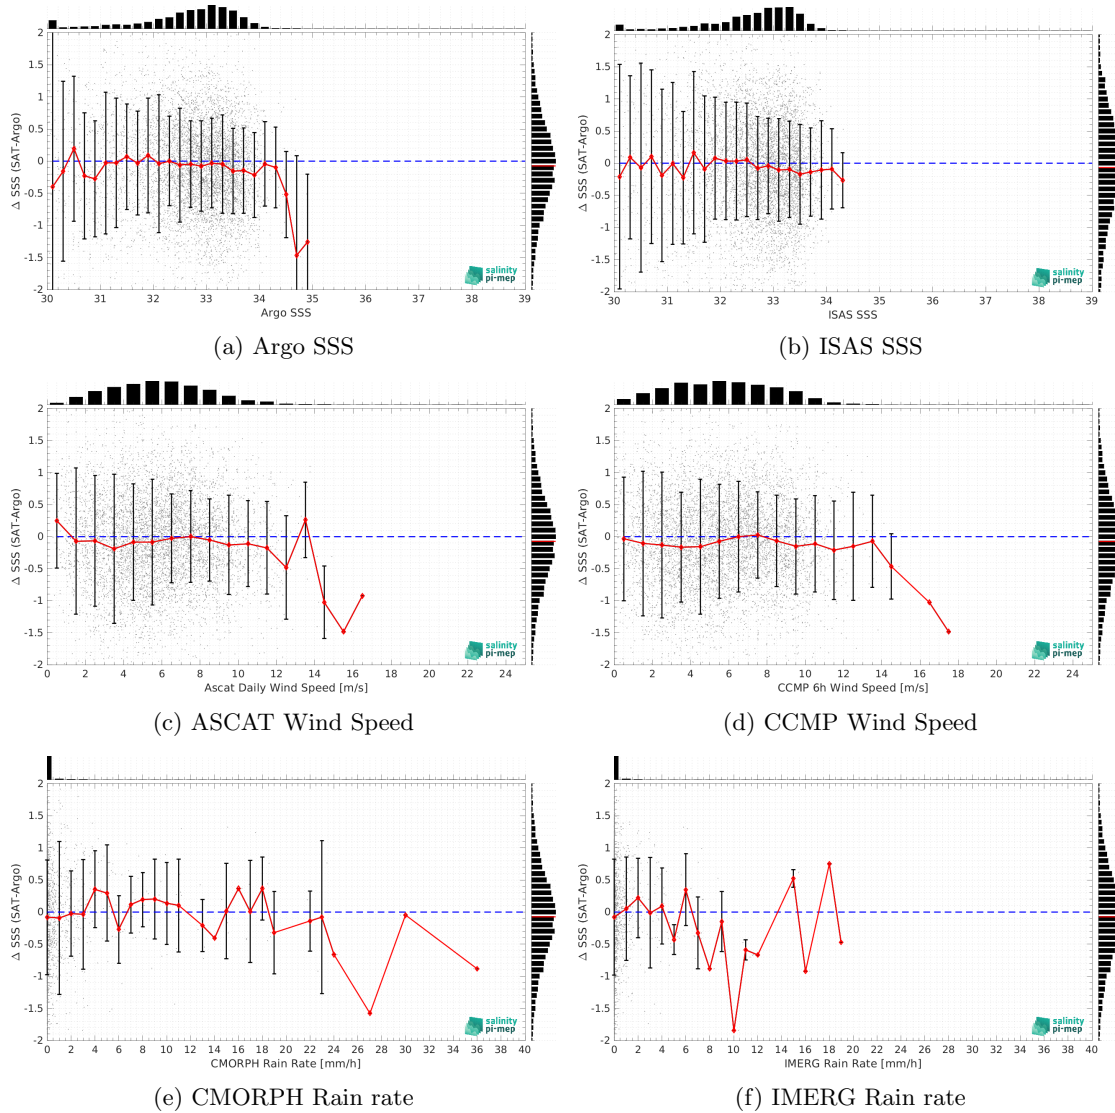 2
1.5
1
0.5
0
-0.5
-1
-1.5
-2
Δ SSS (SAT-Argo)
30 31 32 33 34 35 36 37 38 39
Argo SSS
salinity
pi-mep
(a) Argo SSS
2
1.5
1
0.5
0
-0.5
-1
-1.5
-2
Δ SSS (SAT-Argo)
30 31 32 33 34 35 36 37 38 39
ISAS SSS
salinity
pi-mep
(b) ISAS SSS
2
1.5
1
0.5
0
-0.5
-1
-1.5
-2
Δ SSS (SAT-Argo)
0 2 4 6 8 10 12 14 16 18 20 22 24
Ascat Daily Wind Speed [m/s]
salinity
pi-mep
(c) ASCAT Wind Speed
2
1.5
1
0.5
0
-0.5
-1
-1.5
-2
Δ SSS (SAT-Argo)
0 2 4 6 8 10 12 14 16 18 20 22 24
CCMP 6h Wind Speed [m/s]
salinity
pi-mep
(d) CCMP Wind Speed
2
1.5
1
0.5
0
-0.5
-1
-1.5
-2
Δ SSS (SAT-Argo)
0 2 4 6 8 10 12 14 16 18 20 22 24 26 28 30 32 34 36 38 40
CMORPH Rain Rate [mm/h]
salinity
pi-mep
(e) CMORPH Rain rate
2
1.5
1
0.5
0
-0.5
-1
-1.5
-2
Δ SSS (SAT-Argo)
0 2 4 6 8 10 12 14 16 18 20 22 24 26 28 30 32 34 36 38 40
IMERG Rain Rate [mm/h]
salinity
pi-mep
(f) IMERG Rain rate